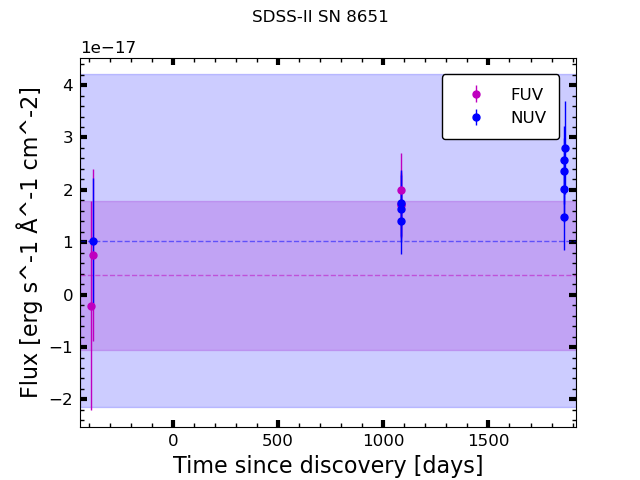 SDSS-II SN 8651
1e−17
FUV
NUV
4
3
2
1
0
−1
−2
Flux [erg s^-1 Å^-1 cm^-2]
0
500
1000
1500
Time since discovery [days]